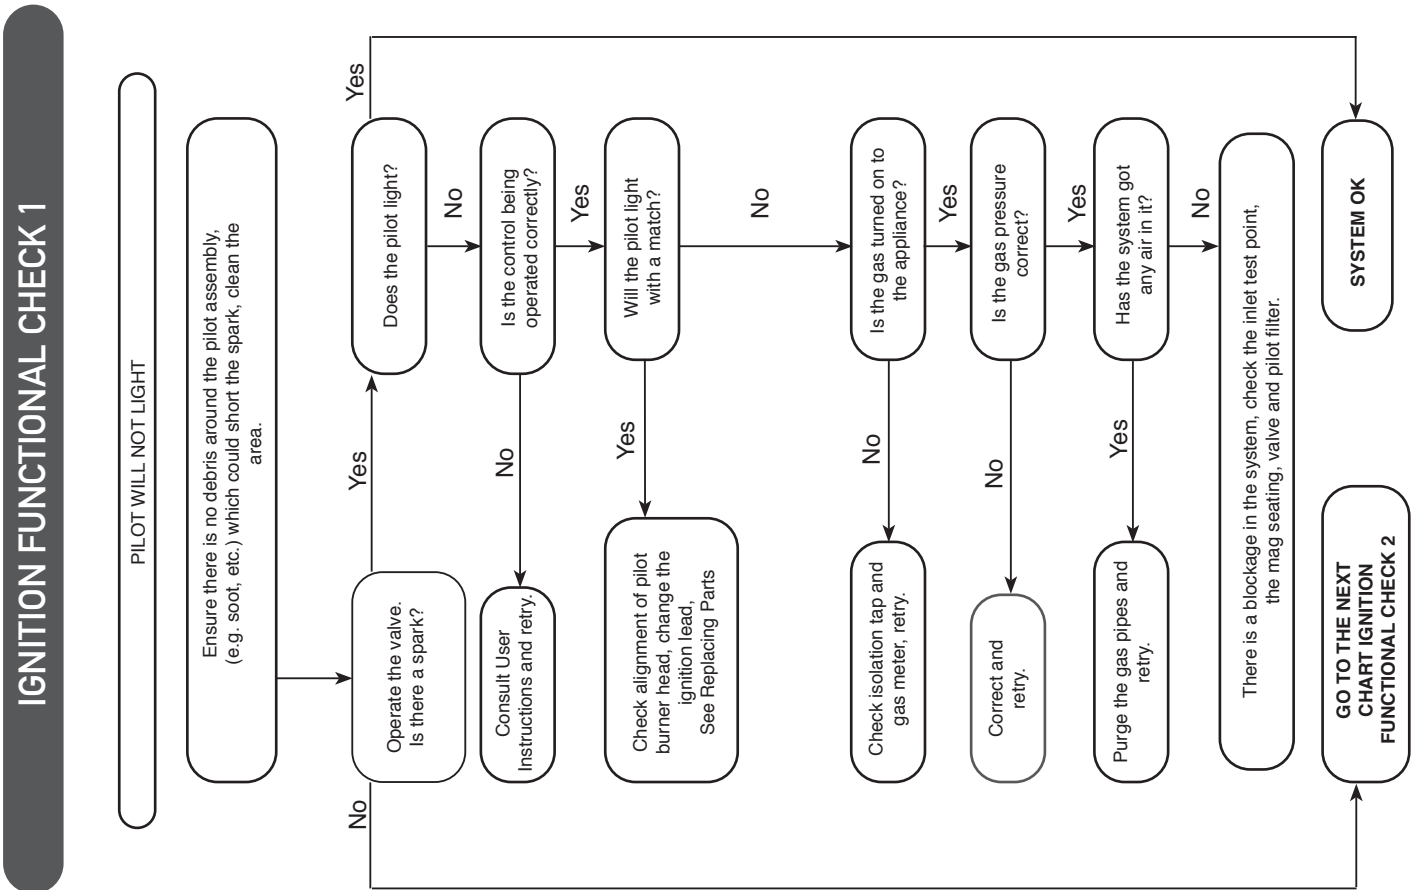 IGNITION FUNCTIONAL CHECK 1
PILOT WILL NOT LIGHT
Ensure there is no debris around the pilot assembly,
(e.g. soot, etc.) which could short the spark, clean the
area.
Operate the valve.
Is there a spark?
Yes
No
Does the pilot light?
Yes
No
Is the control being
operated correctly?
No
Consult User
Instructions and retry.
Yes
Will the pilot light
with a match?
Yes
Check alignment of pilot
burner head, change the
ignition lead,
See Replacing Parts
No
Is the gas turned on to
the appliance?
No
Check isolation tap and
gas meter, retry.
Yes
Is the gas pressure
correct?
No
Correct and
retry.
Yes
Has the system got
any air in it?
Yes
Purge the gas pipes and
retry.
No
There is a blockage in the system, check the inlet test point,
the mag seating, valve and pilot filter.
GO TO THE NEXT
CHART IGNITION
FUNCTIONAL CHECK 2
SYSTEM OK